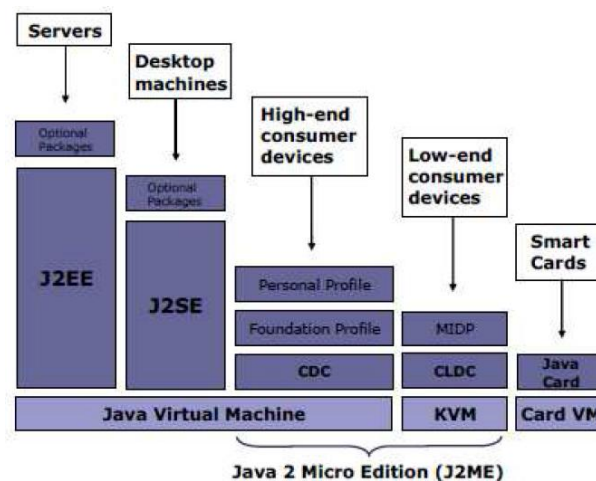 Servers
Desktop
machines
High-end
consumer
devices
Low-end
consumer
devices
Smart
Cards
Optional
Packages
J2EE
Optional
Packages
J2SE
Personal Profile
Foundation Profile
CDC
MIDP
CLDC
Java
Card
Java Virtual Machine
KVM
Card VM
Java 2 Micro Edition (J2ME)